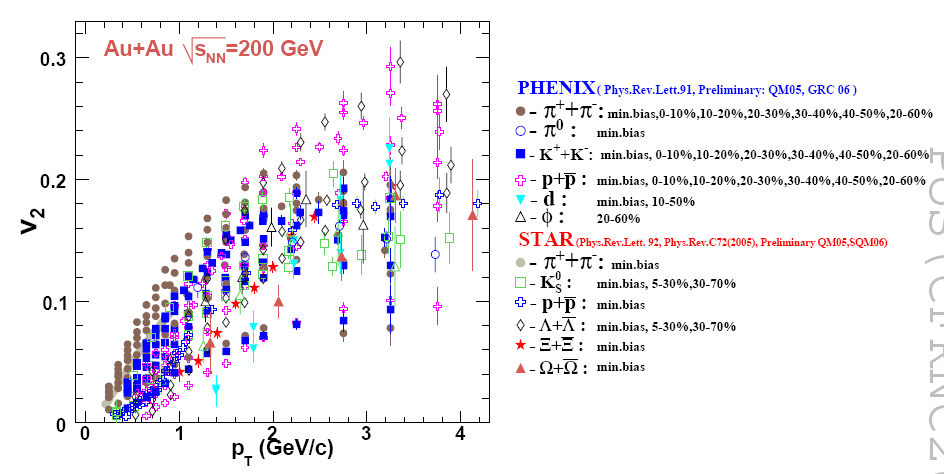 Au+Au √sNN=200 GeV
0.3
0.2
0.1
0
v2
0 1 2 3 4
pT (GeV/c)
PHENIX( Phys.Rev.Lett.91, Preliminary: QM05, GRC 06 )
- π+ + π-: min.bias,0-10%,10-20%,20-30%,30-40%,40-50%,20-60%
- π0 : min.bias
- K+ + K-: min.bias, 0-10%,10-20%,20-30%,30-40%,40-50%,20-60%
- p+p̅ : min.bias, 0-10%,10-20%,20-30%,30-40%,40-50%,20-60%
- d : min.bias, 10-50%
- ϕ : 20-60%
STAR (Phys.Rev.Lett. 92, Phys.Rev.C72(2005), Preliminary QM05,SQM06)
- π+ + π-: min.bias
- K0S : min.bias, 5-30%,30-70%
- p+p̅ : min.bias
- Λ+Λ̅ : min.bias, 5-30%,30-70%
- Ξ+Ξ̅ : min.bias
- Ω+Ω̅ : min.bias